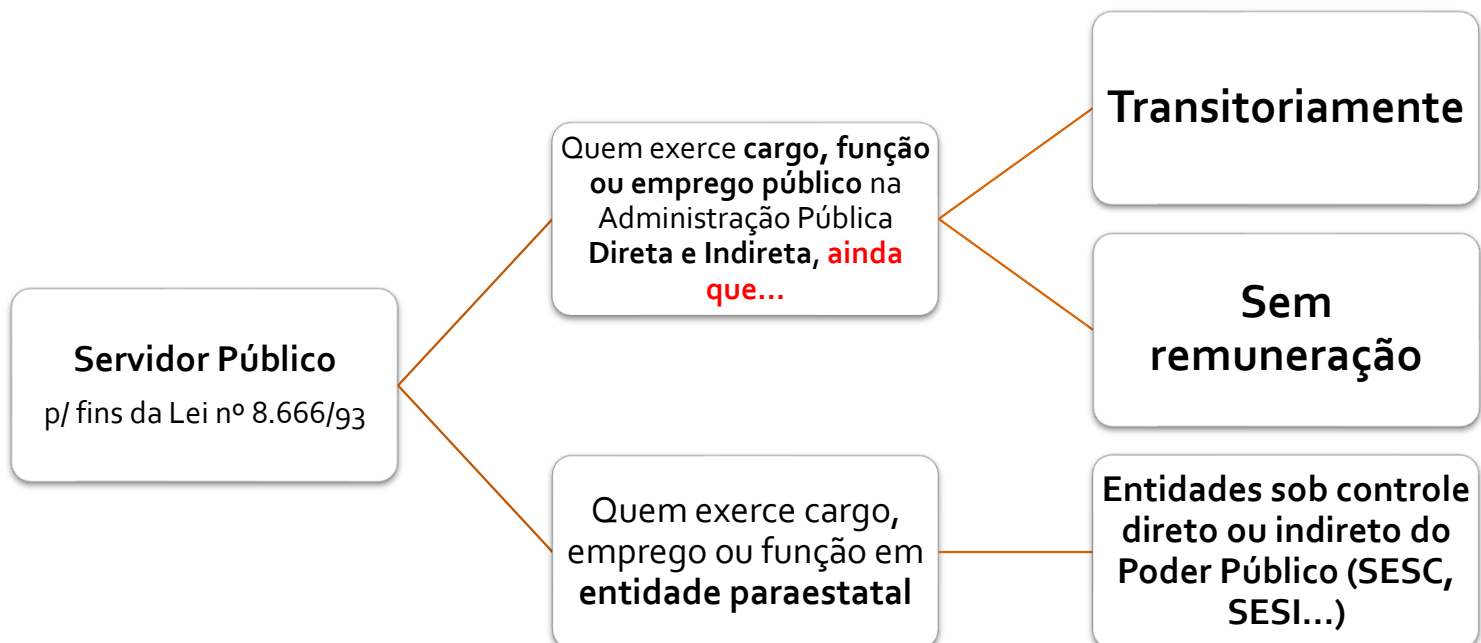 Servidor Público
p/ fins da Lei nº 8.666/93
Quem exerce cargo, função
ou emprego público na
Administração Pública
Direta e Indireta, ainda
que...
Transitoriamente
Sem
remuneração
Quem exerce cargo,
emprego ou função em
entidade paraestatal
Entidades sob controle
direto ou indireto do
Poder Público (SESC,
SESI...)